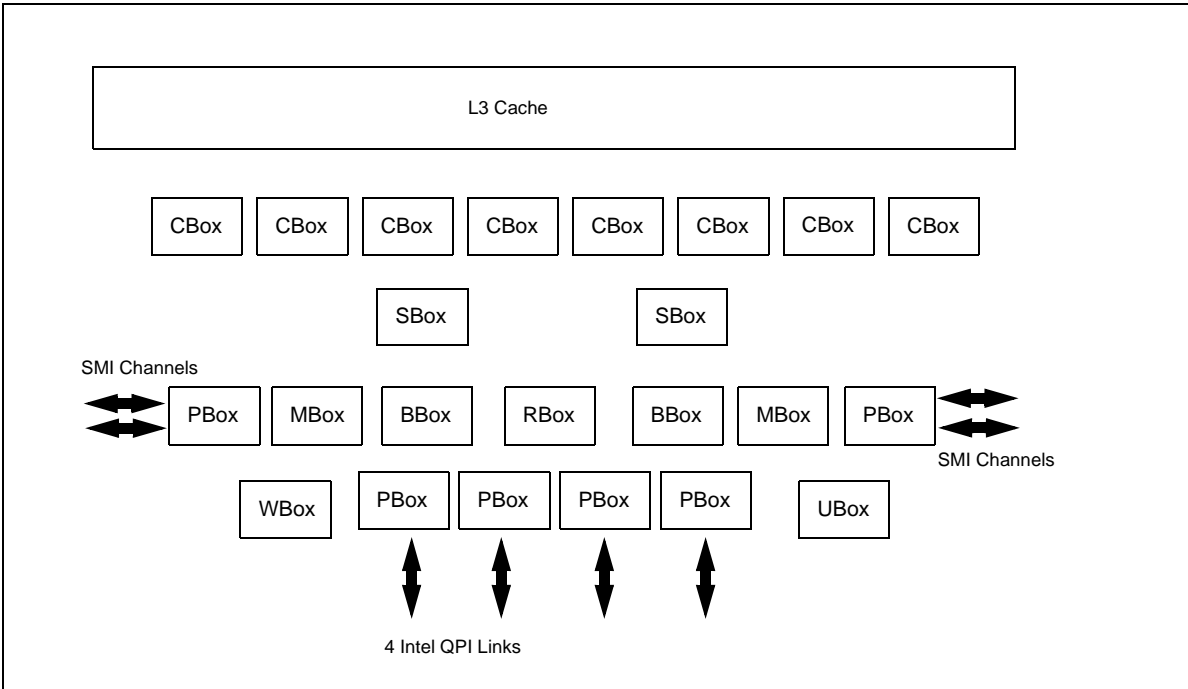 L3 Cache
CBox CBox CBox CBox CBox CBox CBox CBox
SBox SBox
SMI Channels
PBox MBox BBox RBox BBox MBox PBox
SMI Channels
WBox PBox PBox PBox PBox UBox
4 Intel QPI Links